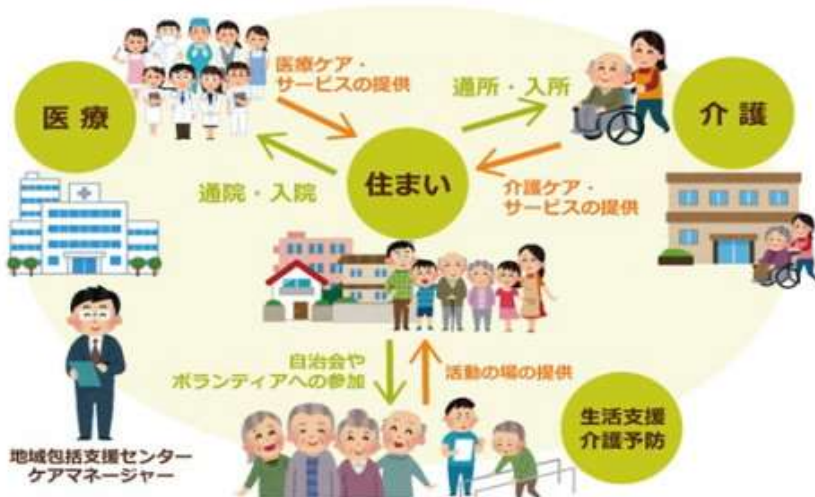 医療
医療ケア・
サービスの提供
通所・入所
介護
住まい
通院・入院
介護ケア・
サービスの提供
自治会や
ボランティアへの参加
活動の場の提供
生活支援
介護予防
地域包括支援センター
ケアマネージャー